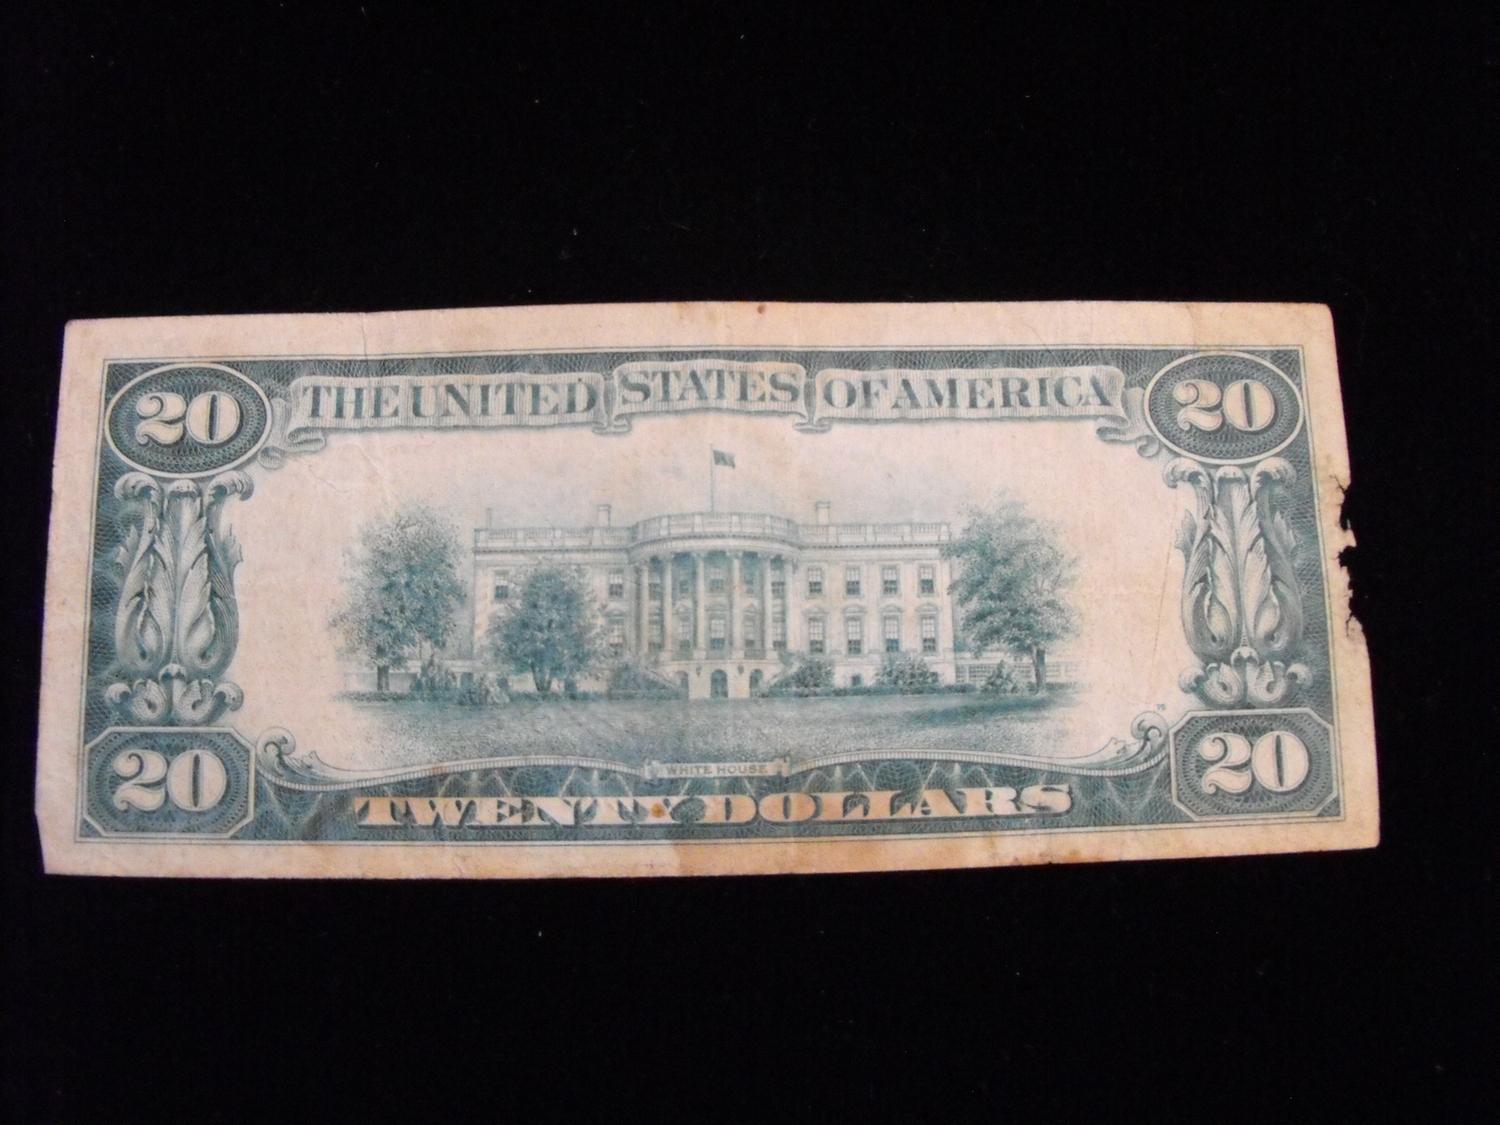 20 THE UNITED STATES OF AMERICA 20
WHITE HOUSE
20 TWENTY DOLLARS 20